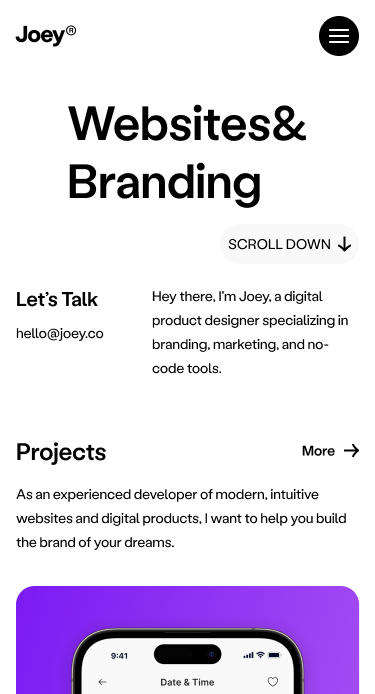 Joey®
Websites&
Branding
SCROLL DOWN
Let's Talk
hello@joey.co
Hey there, I'm Joey, a digital
product designer specializing in
branding, marketing, and no-
code tools.
Projects
More
As an experienced developer of modern, intuitive
websites and digital products, I want to help you build
the brand of your dreams.
9:41
Date & Time